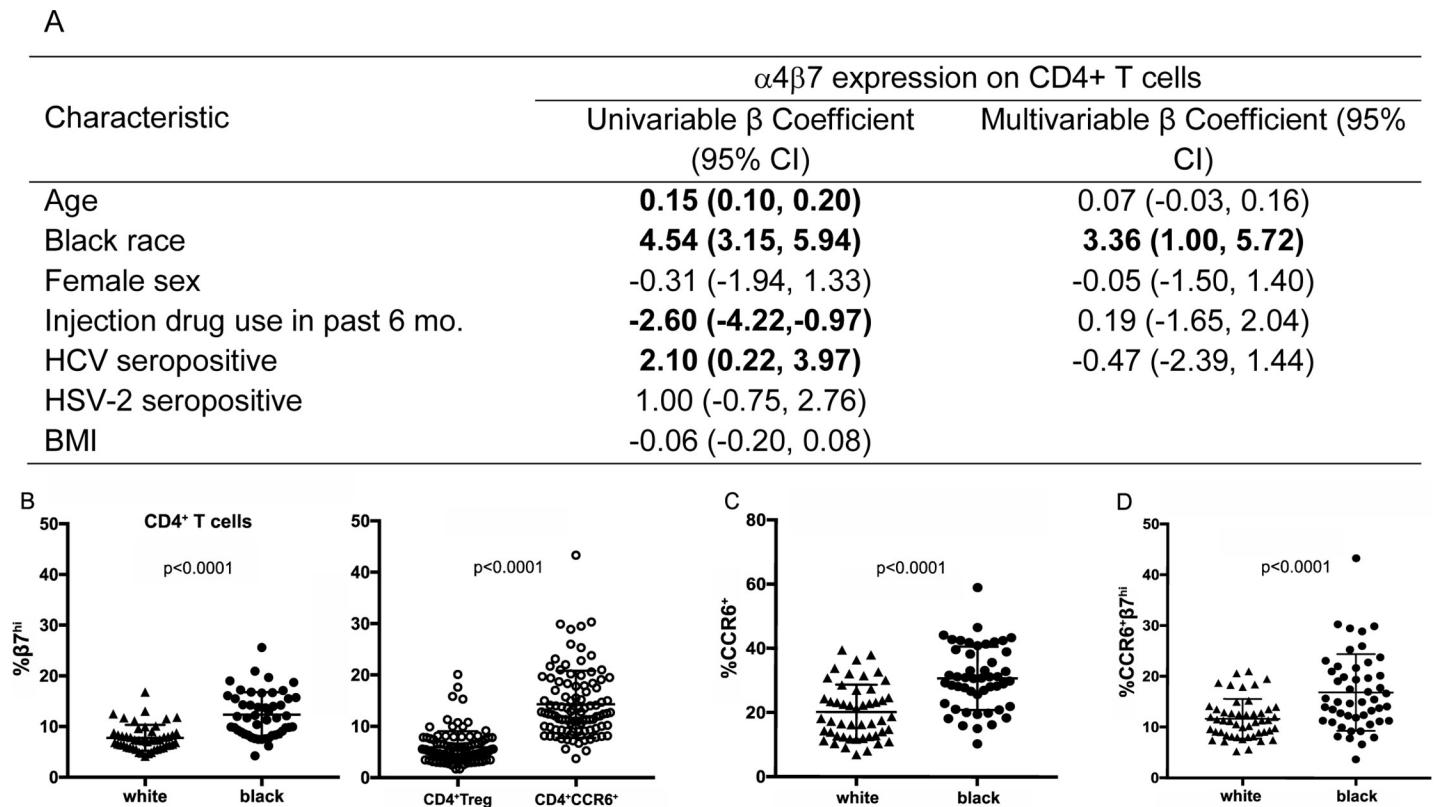 A
α4β7 expression on CD4+ T cells
Characteristic
Univariable β Coefficient (95% CI)
Multivariable β Coefficient (95% CI)
Age 0.15 (0.10, 0.20) 0.07 (-0.03, 0.16)
Black race 4.54 (3.15, 5.94) 3.36 (1.00, 5.72)
Female sex -0.31 (-1.94, 1.33) -0.05 (-1.50, 1.40)
Injection drug use in past 6 mo. -2.60 (-4.22,-0.97) 0.19 (-1.65, 2.04)
HCV seropositive 2.10 (0.22, 3.97) -0.47 (-2.39, 1.44)
HSV-2 seropositive 1.00 (-0.75, 2.76)
BMI -0.06 (-0.20, 0.08)
B
CD4⁺ T cells
p<0.0001
%β7ʰⁱ
50
40
30
20
10
0
white black
p<0.0001
50
40
30
20
10
0
CD4⁺Treg CD4⁺CCR6⁺
C
p<0.0001
%CCR6⁺
80
60
40
20
0
white black
D
p<0.0001
%CCR6⁺β7ʰⁱ
50
40
30
20
10
0
white black